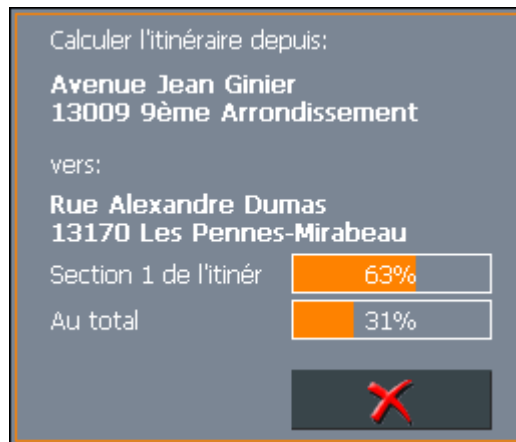 Calculer l'itinéraire depuis:
Avenue Jean Ginier
13009 9ème Arrondissement
vers:
Rue Alexandre Dumas
13170 Les Pennes-Mirabeau
Section 1 de l'itinér 63%
Au total 31%